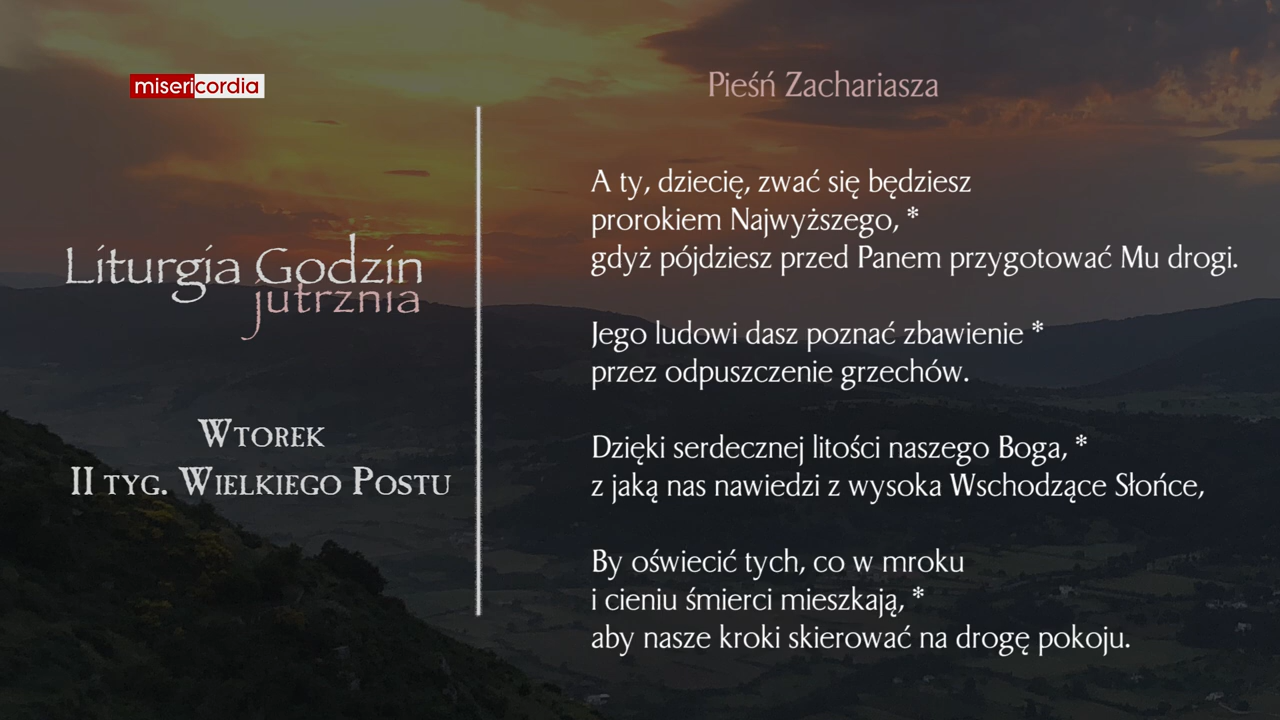 misericordia
Liturgia Godzin
jutrznia
Wtorek
II tyg. Wielkiego Postu
Pieśń Zachariasza
A ty, dziecię, zwać się będziesz
prorokiem Najwyższego, *
gdyż pójdziesz przed Panem przygotować Mu drogi.
Jego ludowi dasz poznać zbawienie *
przez odpuszczenie grzechów.
Dzięki serdecznej litości naszego Boga, *
z jaką nas nawiedzi z wysoka Wschodzące Słońce,
By oświecić tych, co w mroku
i cieniu śmierci mieszkają, *
aby nasze kroki skierować na drogę pokoju.